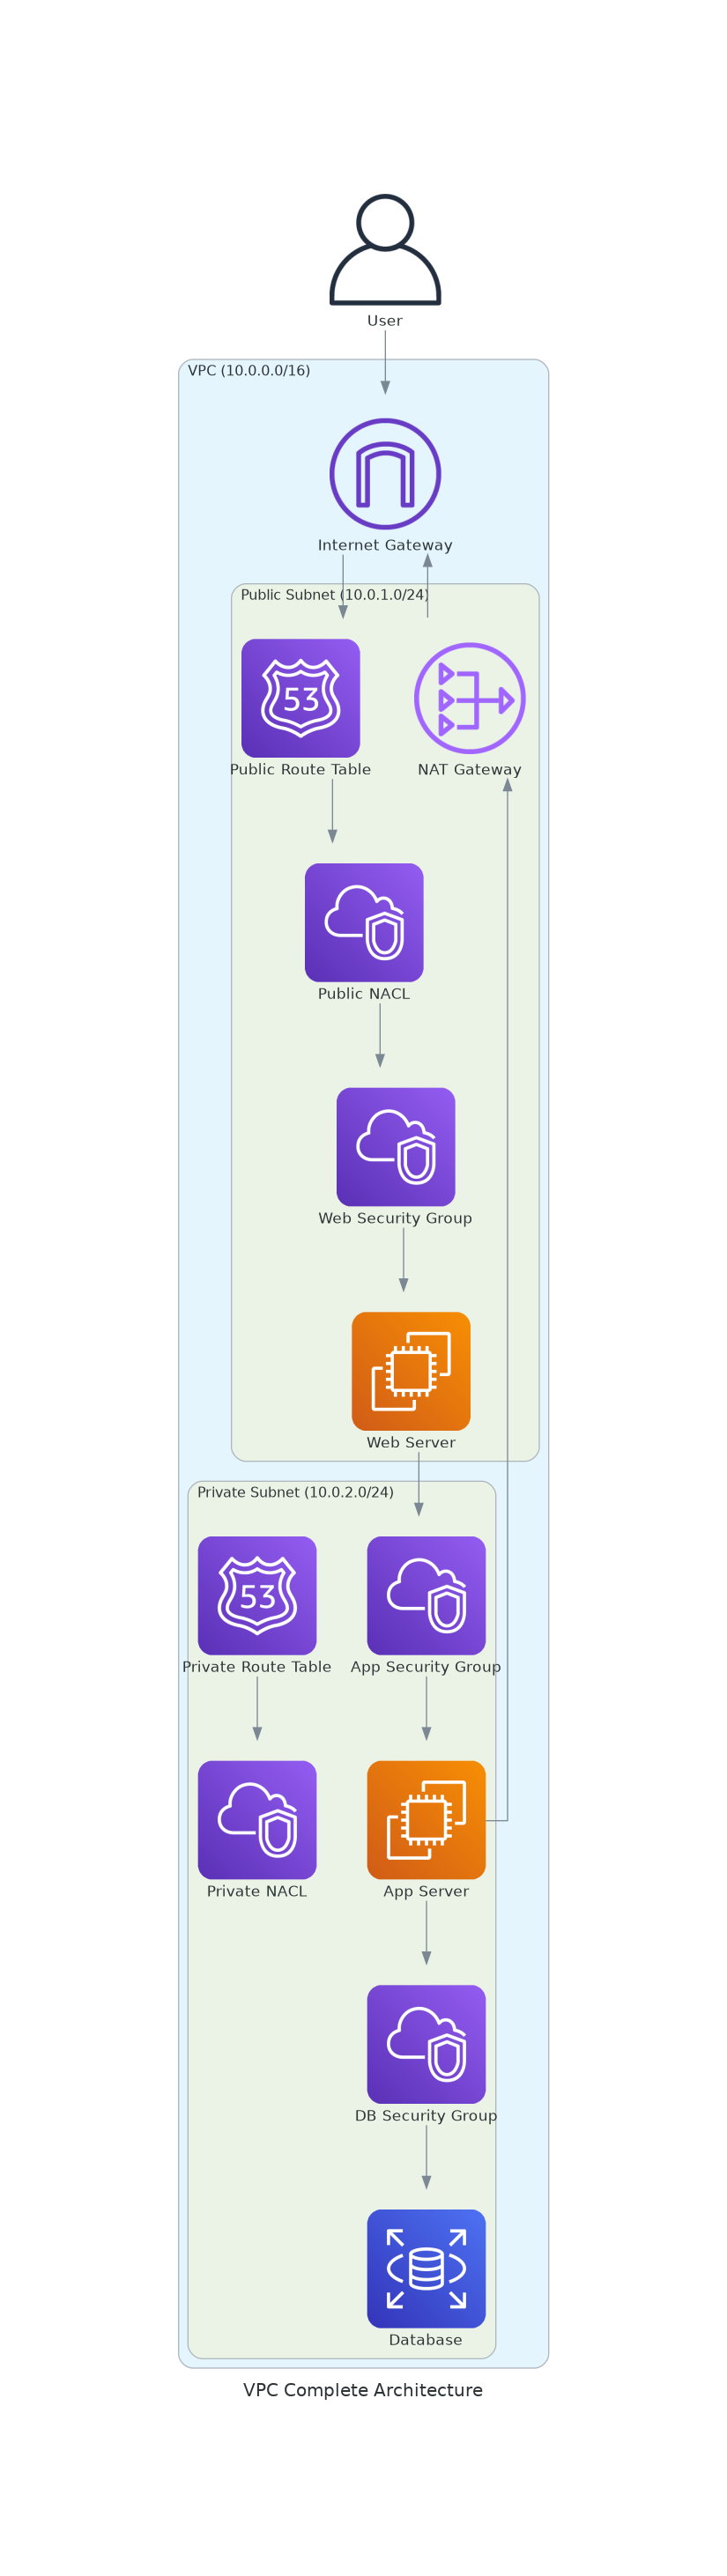 User
VPC (10.0.0.0/16)
Internet Gateway
Public Subnet (10.0.1.0/24)
53
Public Route Table
NAT Gateway
Public NACL
Web Security Group
Web Server
Private Subnet (10.0.2.0/24)
53
Private Route Table
App Security Group
Private NACL
App Server
DB Security Group
Database
VPC Complete Architecture